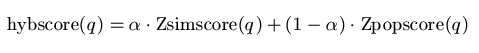 hybscore(q) = α · Zsimscore(q) + (1 − α) · Zpopscore(q)